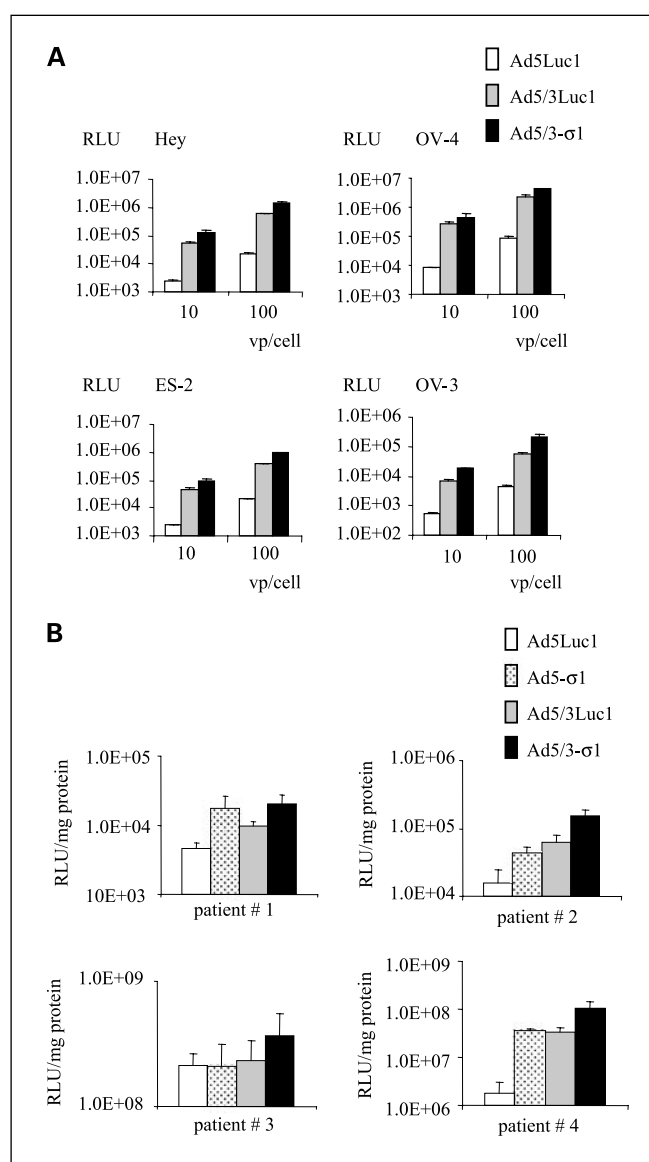 A
Ad5Luc1
Ad5/3Luc1
Ad5/3-σ1
RLU Hey
1.0E+07
1.0E+06
1.0E+05
1.0E+04
1.0E+03
10 100
vp/cell
RLU OV-4
1.0E+07
1.0E+06
1.0E+05
1.0E+04
1.0E+03
10 100
vp/cell
RLU ES-2
1.0E+07
1.0E+06
1.0E+05
1.0E+04
1.0E+03
10 100
vp/cell
RLU OV-3
1.0E+06
1.0E+05
1.0E+04
1.0E+03
1.0E+02
10 100
vp/cell
B
Ad5Luc1
Ad5-σ1
Ad5/3Luc1
Ad5/3-σ1
RLU/mg protein
1.0E+05
1.0E+04
10E+03
patient # 1
RLU/mg protein
1.0E+06
1.0E+05
1.0E+04
patient # 2
RLU/mg protein
1.0E+09
1.0E+08
patient # 3
RLU/mg protein
1.0E+09
1.0E+08
1.0E+07
1.0E+06
patient # 4